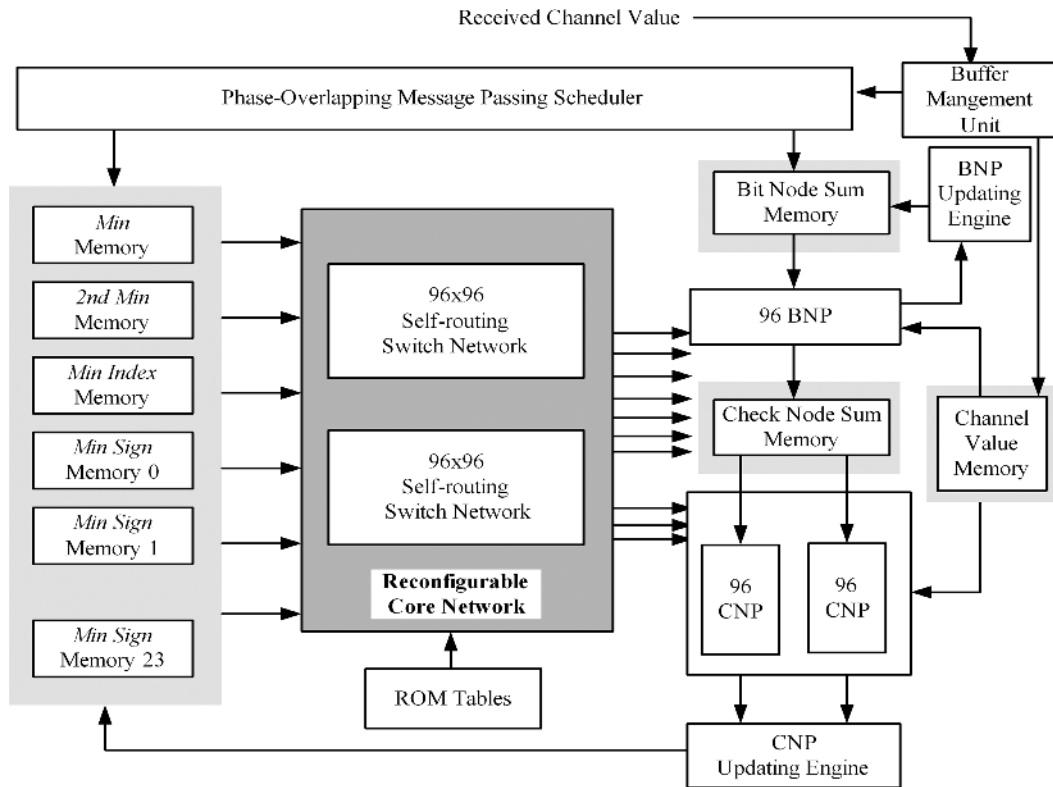 Received Channel Value
Phase-Overlapping Message Passing Scheduler
Buffer
Mangement
Unit
Min
Memory
2nd Min
Memory
Min Index
Memory
Min Sign
Memory 0
Min Sign
Memory 1
Min Sign
Memory 23
96x96
Self-routing
Switch Network
96x96
Self-routing
Switch Network
Reconfigurable
Core Network
ROM Tables
Bit Node Sum
Memory
BNP
Updating
Engine
96 BNP
Check Node Sum
Memory
Channel
Value
Memory
96
CNP
96
CNP
CNP
Updating Engine